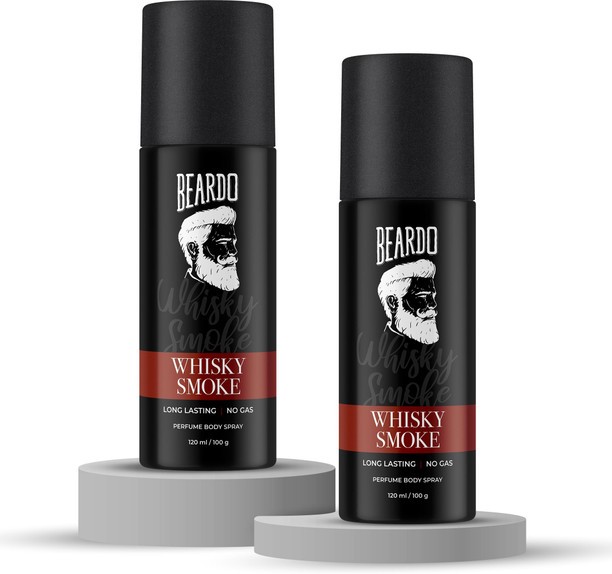 BEARDO
Whisky
Smoke
WHISKY
SMOKE
LONG LASTING | NO GAS
PERFUME BODY SPRAY
120 ml / 100 g
BEARDO
Whisky
Smoke
WHISKY
SMOKE
LONG LASTING | NO GAS
PERFUME BODY SPRAY
120 ml / 100 g